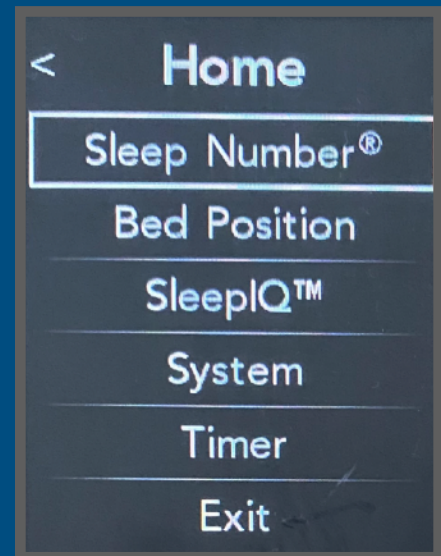 < Home
Sleep Number®
Bed Position
SleepIQ™
System
Timer
Exit